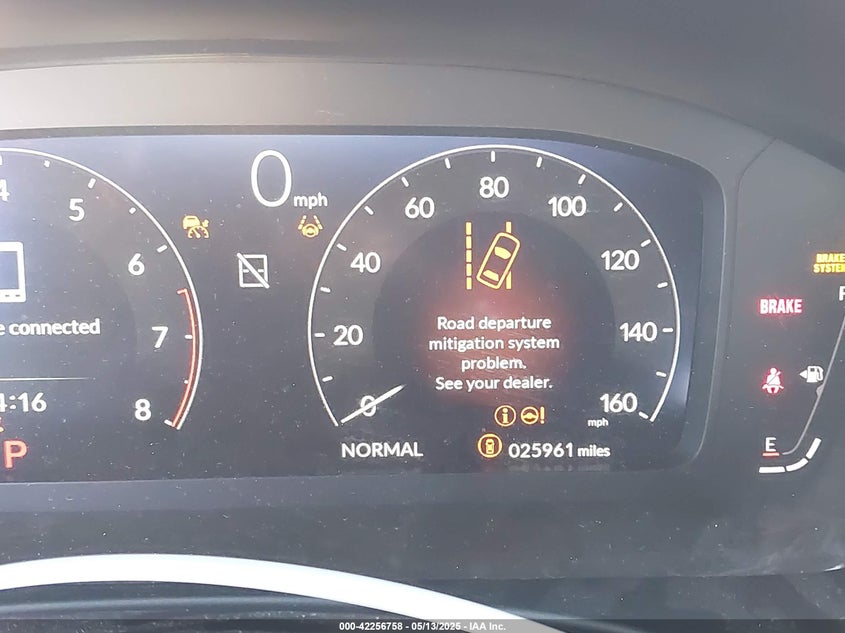 4
5
6
7
8
e connected
4:16
P
0 mph
0
20
40
60
80
100
120
140
160
mph
Road departure
mitigation system
problem.
See your dealer.
NORMAL
025961 miles
BRAKE
SYSTEM
BRAKE
E
000-42256758 - 05/13/2025 - IAA Inc.